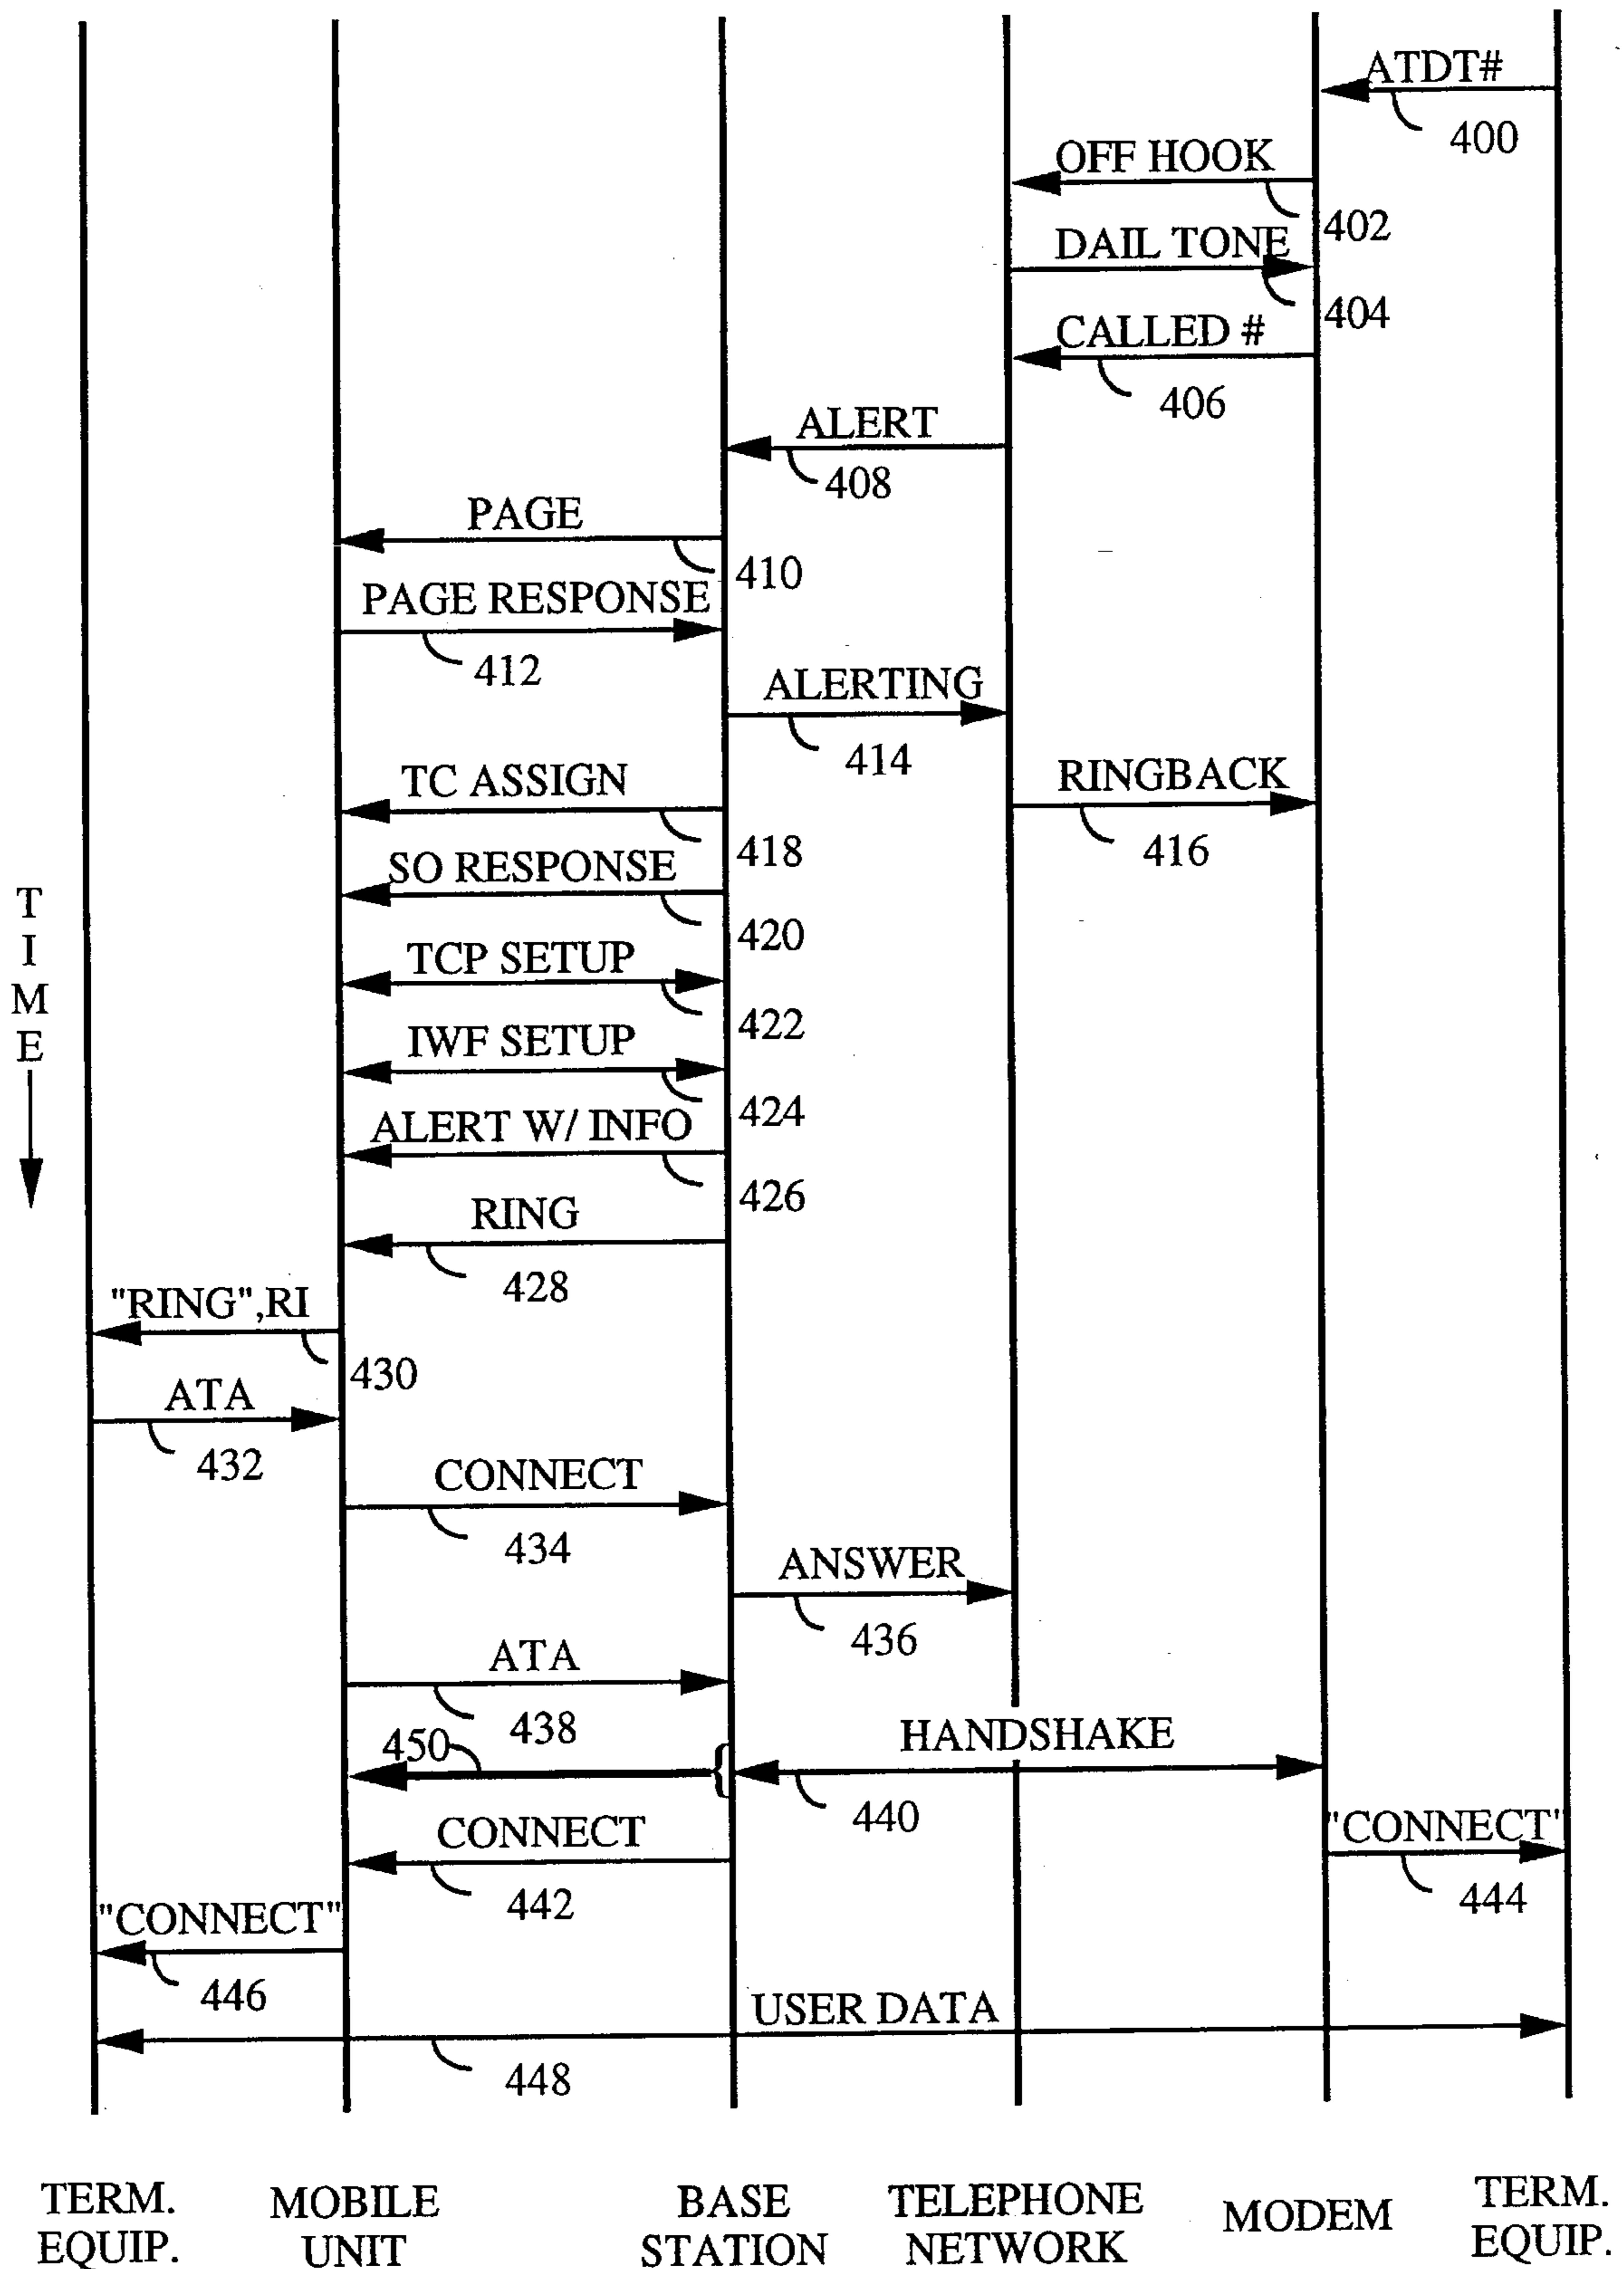 ATDT#
400
OFF HOOK
402
DAIL TONE
404
CALLED #
406
ALERT
408
PAGE
410
PAGE RESPONSE
412
ALERTING
414
TC ASSIGN
RINGBACK
418
416
SO RESPONSE
420
TCP SETUP
422
IWF SETUP
424
ALERT W/ INFO
426
RING
428
"RING",RI
430
ATA
432
CONNECT
434
ANSWER
436
ATA
438
450
HANDSHAKE
440
CONNECT
442
"CONNECT"
444
"CONNECT"
446
USER DATA
448
T
I
M
E
TERM.
EQUIP.
MOBILE
UNIT
BASE
STATION
TELEPHONE
NETWORK
MODEM
TERM.
EQUIP.